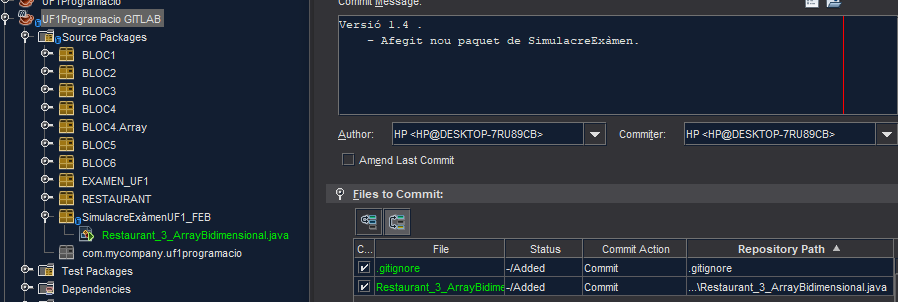 UF1Programacio
UF1Programacio GITLAB
Source Packages
BLOC1
BLOC2
BLOC3
BLOC4
BLOC4.Array
BLOC5
BLOC6
EXAMEN_UF1
RESTAURANT
SimulacreExàmenUF1_FEB
Restaurant_3_ArrayBidimensional.java
com.mycompany.uf1programacio
Test Packages
Dependencies
Commit Message:
Versió 1.4 .
- Afegit nou paquet de SimulacreExàmen.
Author: HP <HP@DESKTOP-7RU89CB> Commiter: HP <HP@DESKTOP-7RU89CB>
Amend Last Commit
Files to Commit:
C... File Status Commit Action Repository Path
.gitignore -/Added Commit .gitignore
Restaurant_3_ArrayBidime -/Added Commit ...\Restaurant_3_ArrayBidimensional.java